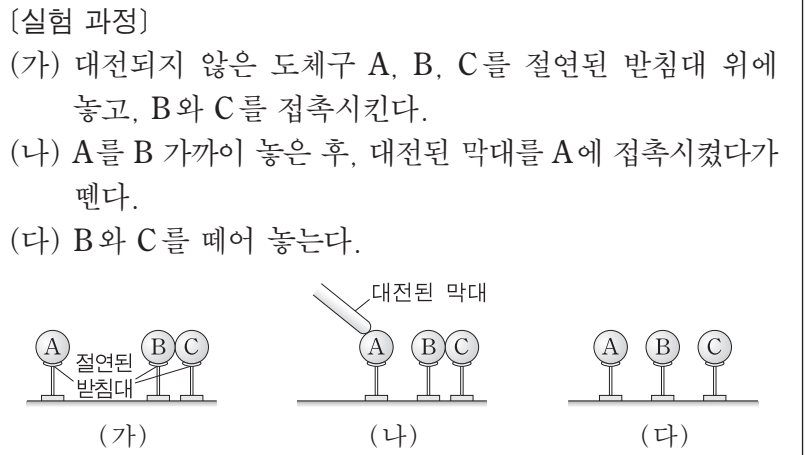 〔실험 과정〕
(가) 대전되지 않은 도체구 A, B, C를 절연된 받침대 위에
놓고, B와 C를 접촉시킨다.
(나) A를 B 가까이 놓은 후, 대전된 막대를 A에 접촉시켰다가
뗀다.
(다) B와 C를 떼어 놓는다.
대전된 막대
A B C A B C A B C
절연된
받침대
(가) (나) (다)